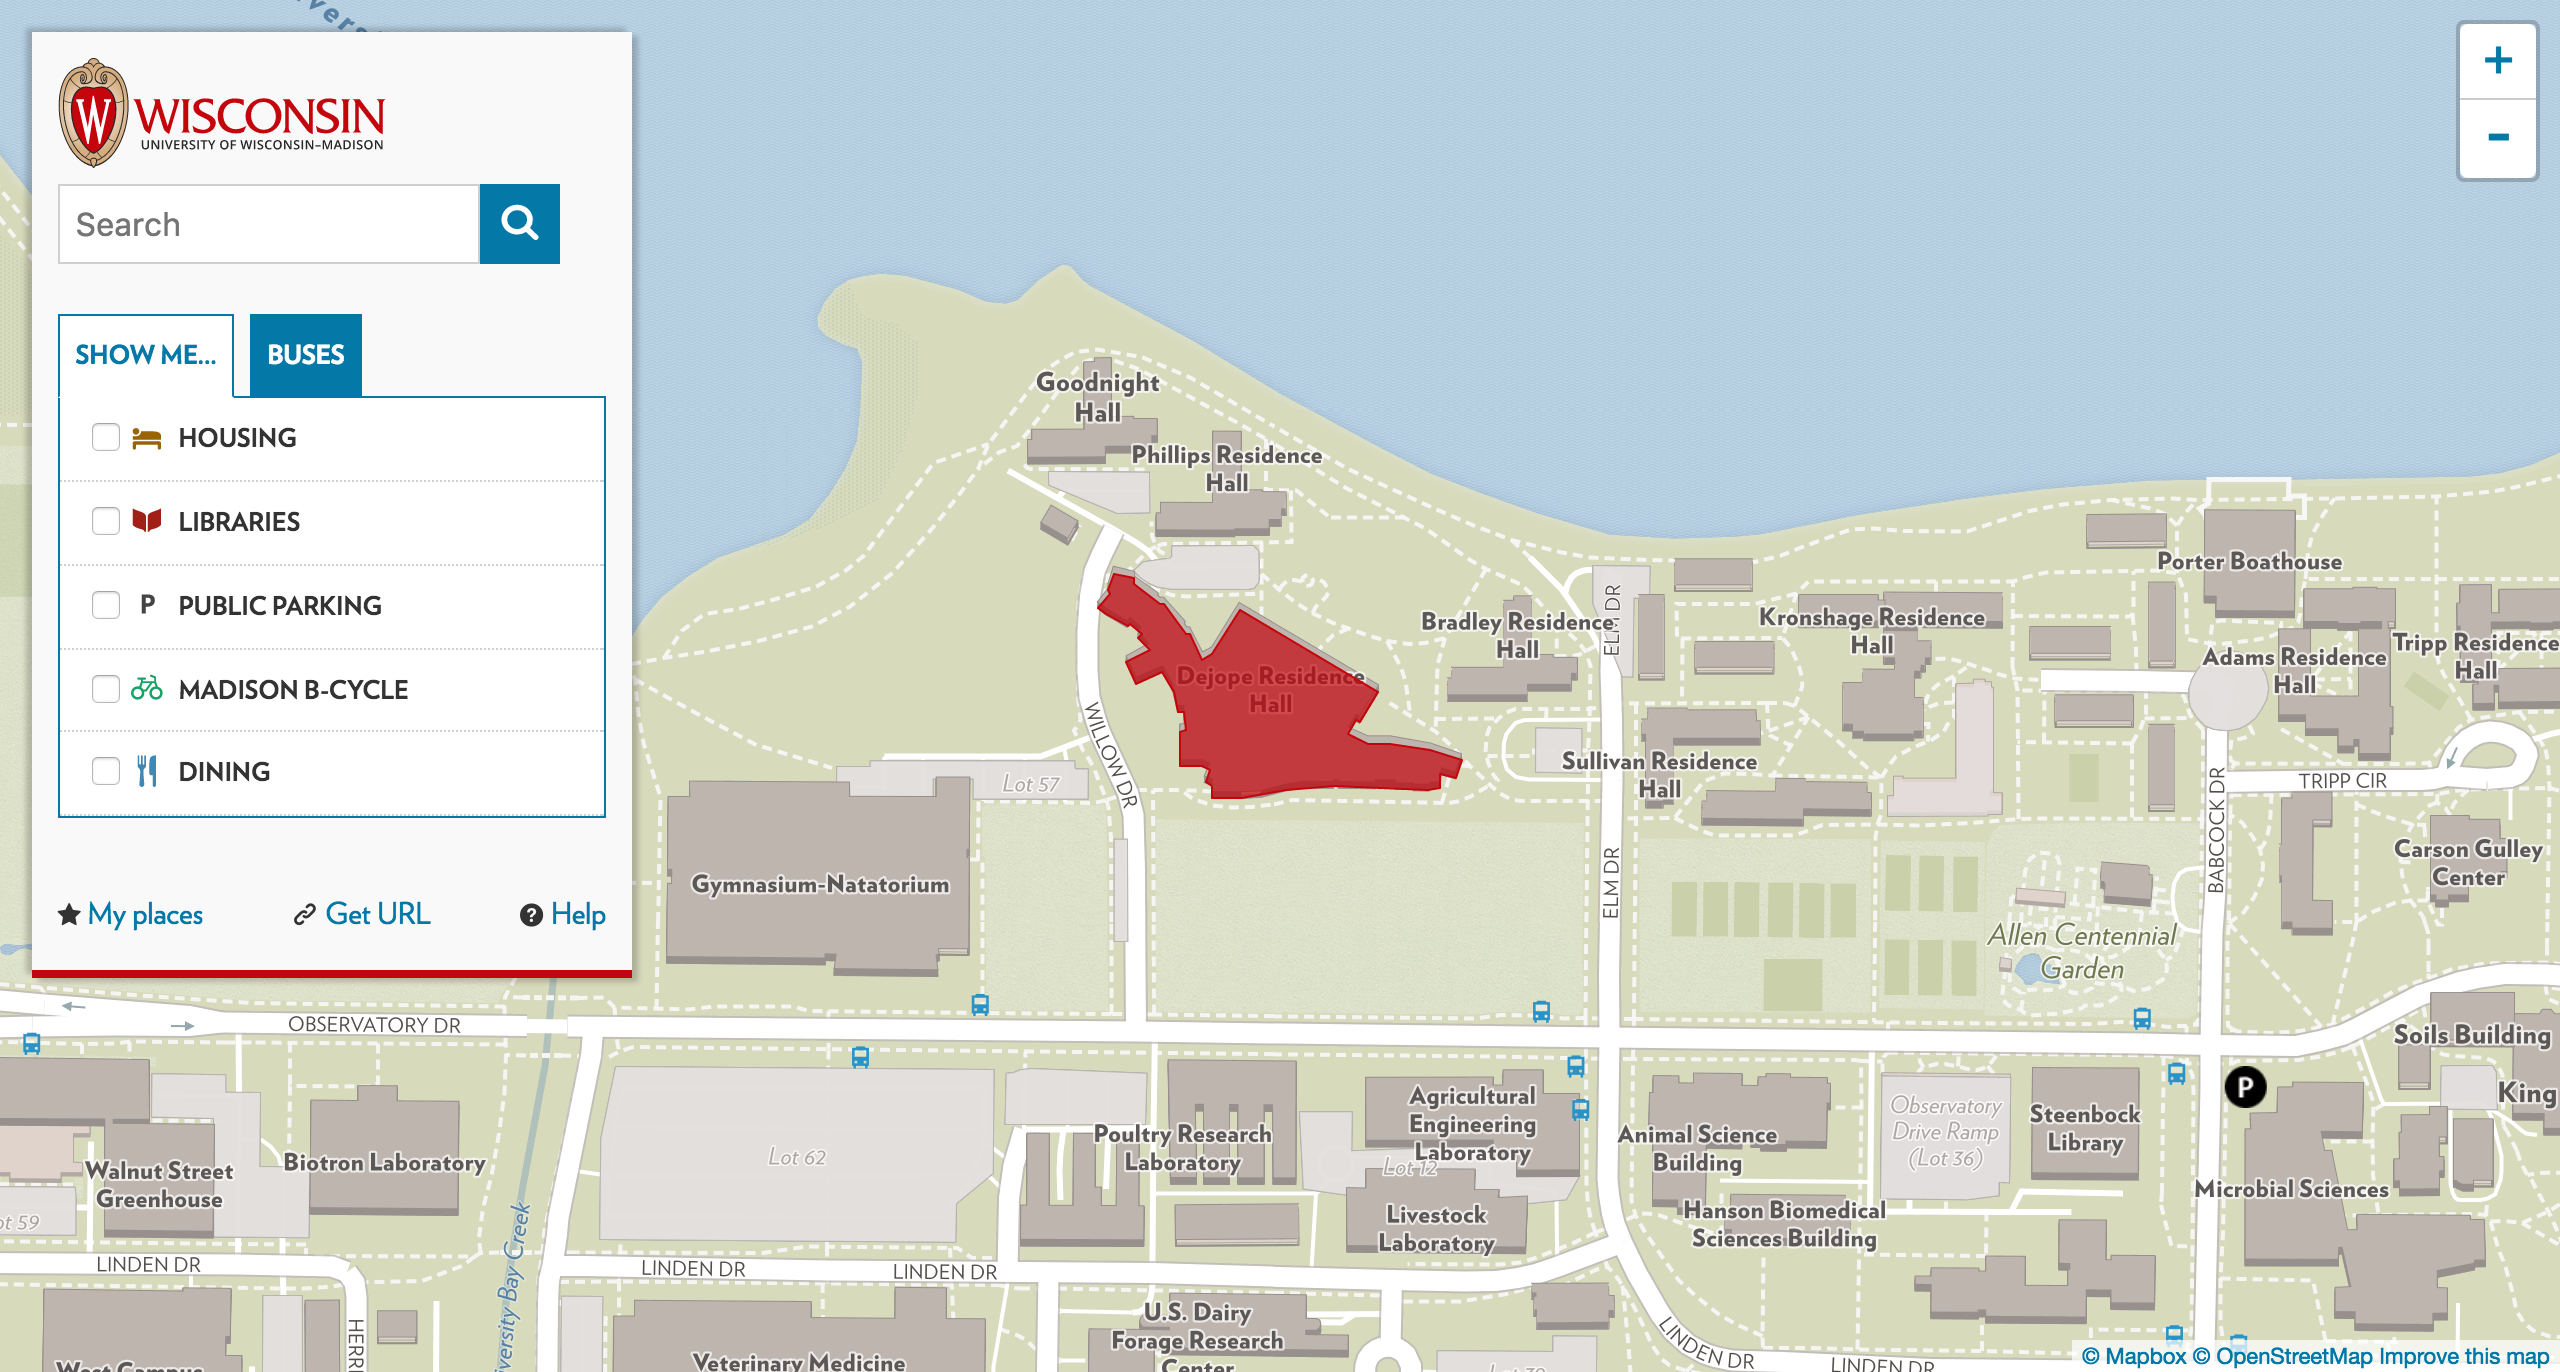 WISCONSIN
UNIVERSITY OF WISCONSIN–MADISON
Search
SHOW ME...
BUSES
HOUSING
LIBRARIES
P PUBLIC PARKING
MADISON B-CYCLE
DINING
My places
Get URL
? Help
+
-
Goodnight
Hall
Phillips Residence
Hall
Dejope Residence
Hall
Bradley Residence
Hall
ELM DR
Kronshage Residence
Hall
Porter Boathouse
Adams Residence
Hall
Tripp Residence
Hall
WILLOW DR
Lot 57
Sullivan Residence
Hall
TRIPP CIR
BABCOCK DR
Carson Gulley
Center
Gymnasium-Natatorium
ELM DR
Allen Centennial
Garden
OBSERVATORY DR
Soils Building
King
P
Walnut Street
Greenhouse
Biotron Laboratory
Lot 62
Poultry Research
Laboratory
Agricultural
Engineering
Laboratory
Lot 12
Animal Science
Building
Observatory
Drive Ramp
(Lot 36)
Steenbock
Library
Microbial Sciences
ot 59
Livestock
Laboratory
Hanson Biomedical
Sciences Building
LINDEN DR
LINDEN DR
LINDEN DR
versity Bay Creek
HERRI
U.S. Dairy
Forage Research
Center
Veterinary Medicine
West Campus
LINDEN DR
LINDEN DR
© Mapbox © OpenStreetMap Improve this map